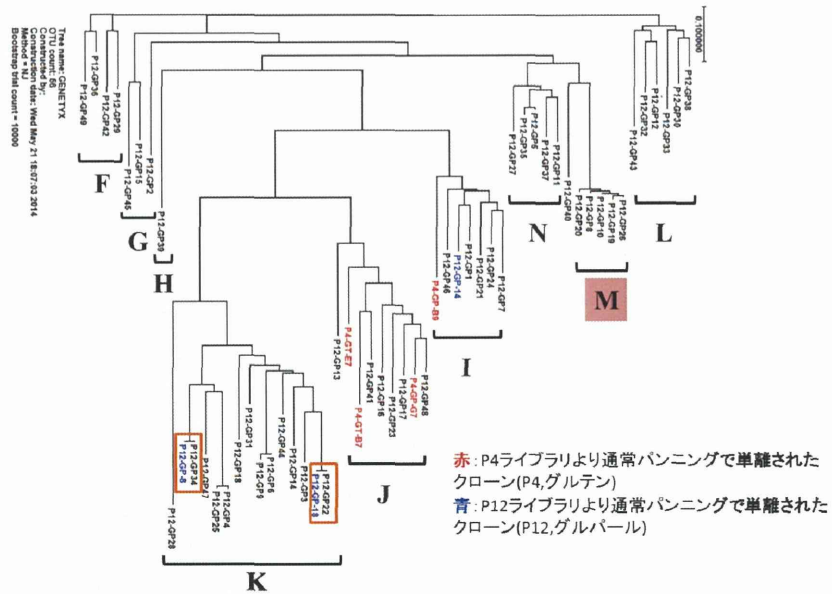 Tree name: GENETYX
OTU count: 66
Constructed by:
Construction date: Wed May 21 18:07:03 2014
Method = NJ
Bootstrap trial count = 10000
0.100000
P12-GP49
P12-GP36
P12-GP42
P12-GP29
F
P12-GP45
P12-GP15
P12-GP2
G
P12-GP39
H
P12-GP28
P12-GP-8
P12-GP34
P12-GP47
P12-GP25
P12-GP4
P12-GP18
P12-GP31
P12-GP9
P12-GP6
P12-GP44
P12-GP14
P12-GP3
P12-GP-18
P12-GP22
K
P12-GP13
P4-GT-E7
P4-GT-B7
P12-GP41
P12-GP16
P12-GP23
P12-GP17
P4-GP-G7
P12-GP48
J
P4-GP-B9
P12-GP46
P12-GP-14
P12-GP1
P12-GP21
P12-GP24
P12-GP7
I
P12-GP27
P12-GP35
P12-GP5
P12-GP37
P12-GP11
N
P12-GP40
P12-GP20
P12-GP8
P12-GP10
P12-GP19
P12-GP26
M
P12-GP43
P12-GP32
P12-GP12
P12-GP33
P12-GP30
P12-GP38
L
赤:P4ライブラリより通常パンニングで単離された
クローン(P4,グルテン)
青:P12ライブラリより通常パンニングで単離された
クローン(P12,グルパール)